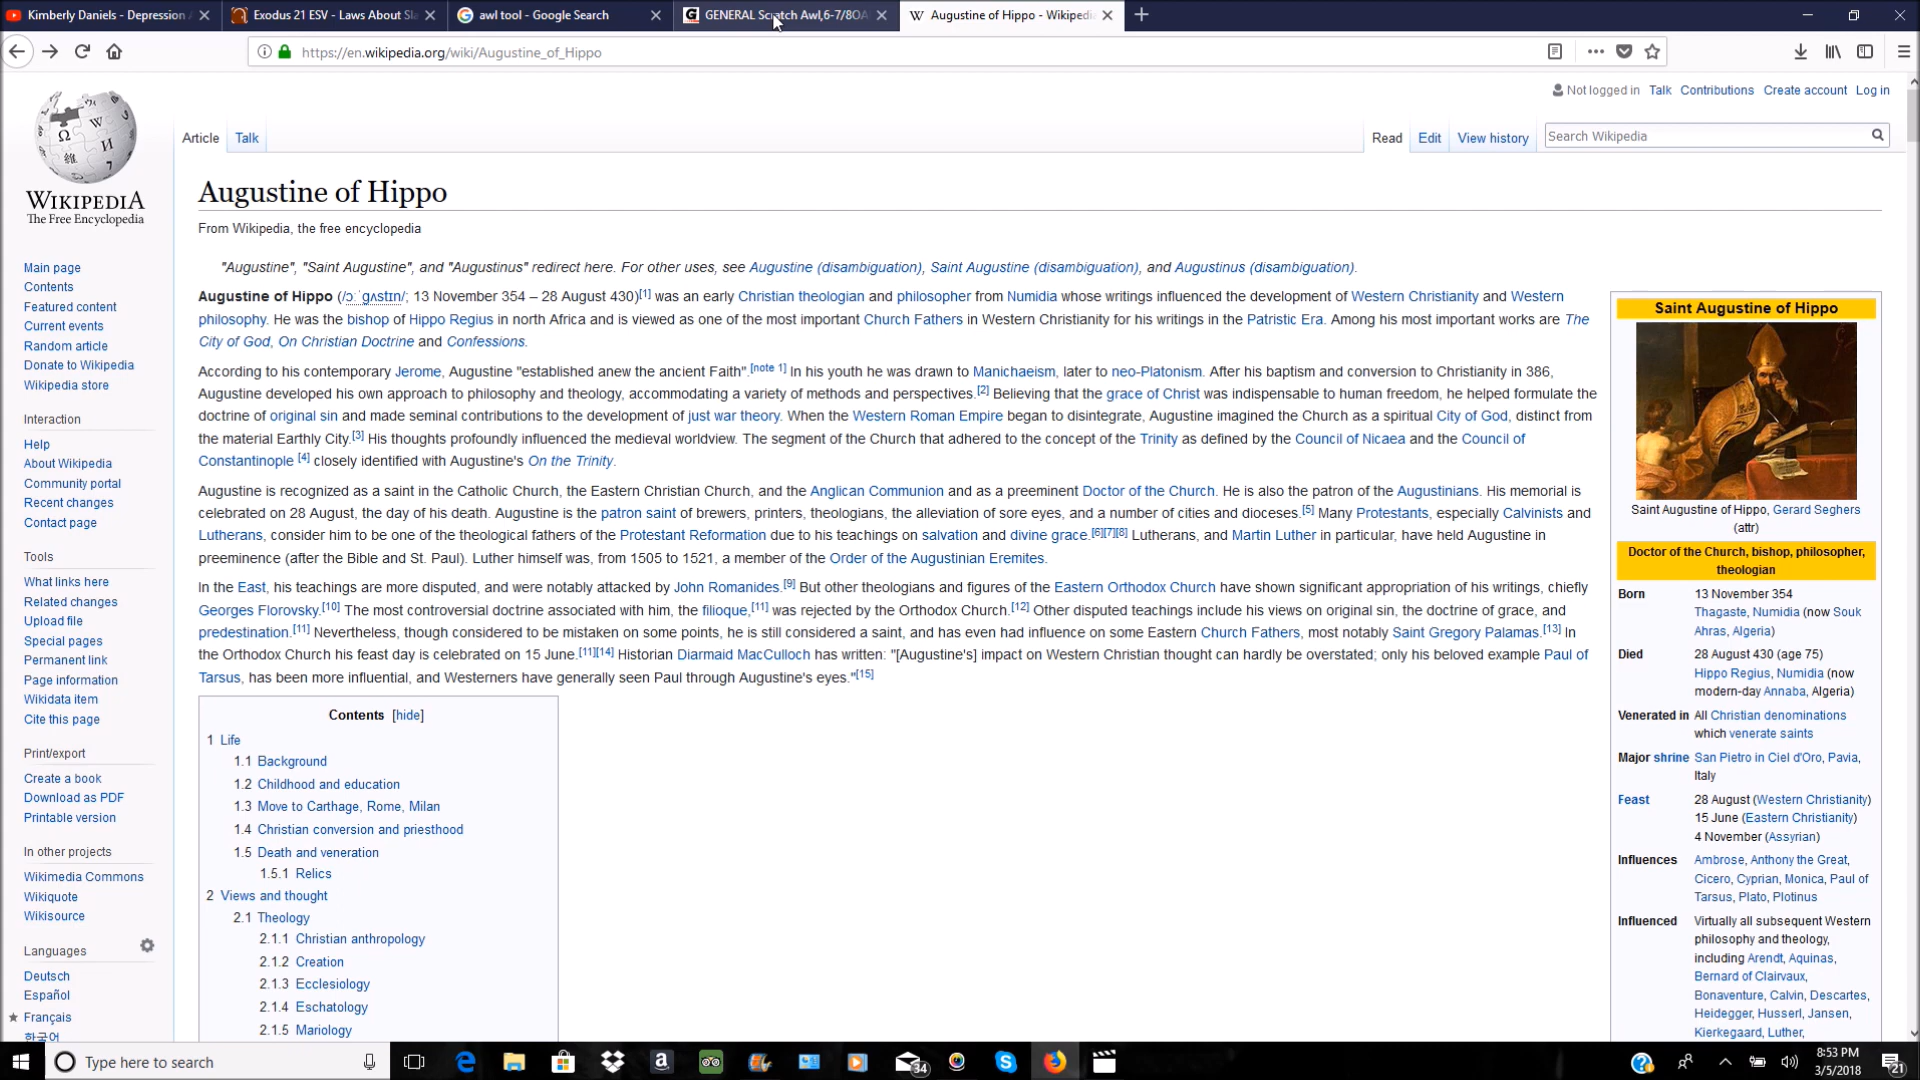 Kimberly Daniels - Depression
Exodus 21 ESV - Laws About Sla
awl tool - Google Search
GENERAL Scratch Awl,6-7/8OA
Augustine of Hippo - Wikipedi
https://en.wikipedia.org/wiki/Augustine_of_Hippo
Not logged in Talk Contributions Create account Log in
Article Talk
Read Edit View history Search Wikipedia
WIKIPEDIA
The Free Encyclopedia
Main page
Contents
Featured content
Current events
Random article
Donate to Wikipedia
Wikipedia store
Interaction
Help
About Wikipedia
Community portal
Recent changes
Contact page
Tools
What links here
Related changes
Upload file
Special pages
Permanent link
Page information
Wikidata item
Cite this page
Print/export
Create a book
Download as PDF
Printable version
In other projects
Wikimedia Commons
Wikiquote
Wikisource
Languages
Deutsch
Español
Français
한국어
Augustine of Hippo
From Wikipedia, the free encyclopedia
"Augustine", "Saint Augustine", and "Augustinus" redirect here. For other uses, see Augustine (disambiguation), Saint Augustine (disambiguation), and Augustinus (disambiguation).
Augustine of Hippo (/ɔːˈɡʌstɪn/; 13 November 354 – 28 August 430)[1] was an early Christian theologian and philosopher from Numidia whose writings influenced the development of Western Christianity and Western
philosophy. He was the bishop of Hippo Regius in north Africa and is viewed as one of the most important Church Fathers in Western Christianity for his writings in the Patristic Era. Among his most important works are The
City of God, On Christian Doctrine and Confessions.
According to his contemporary Jerome, Augustine "established anew the ancient Faith".[note 1] In his youth he was drawn to Manichaeism, later to neo-Platonism. After his baptism and conversion to Christianity in 386,
Augustine developed his own approach to philosophy and theology, accommodating a variety of methods and perspectives.[2] Believing that the grace of Christ was indispensable to human freedom, he helped formulate the
doctrine of original sin and made seminal contributions to the development of just war theory. When the Western Roman Empire began to disintegrate, Augustine imagined the Church as a spiritual City of God, distinct from
the material Earthly City.[3] His thoughts profoundly influenced the medieval worldview. The segment of the Church that adhered to the concept of the Trinity as defined by the Council of Nicaea and the Council of
Constantinople [4] closely identified with Augustine's On the Trinity.
Augustine is recognized as a saint in the Catholic Church, the Eastern Christian Church, and the Anglican Communion and as a preeminent Doctor of the Church. He is also the patron of the Augustinians. His memorial is
celebrated on 28 August, the day of his death. Augustine is the patron saint of brewers, printers, theologians, the alleviation of sore eyes, and a number of cities and dioceses.[5] Many Protestants, especially Calvinists and
Lutherans, consider him to be one of the theological fathers of the Protestant Reformation due to his teachings on salvation and divine grace.[6][7][8] Lutherans, and Martin Luther in particular, have held Augustine in
preeminence (after the Bible and St. Paul). Luther himself was, from 1505 to 1521, a member of the Order of the Augustinian Eremites.
In the East, his teachings are more disputed, and were notably attacked by John Romanides.[9] But other theologians and figures of the Eastern Orthodox Church have shown significant appropriation of his writings, chiefly
Georges Florovsky.[10] The most controversial doctrine associated with him, the filioque,[11] was rejected by the Orthodox Church.[12] Other disputed teachings include his views on original sin, the doctrine of grace, and
predestination.[11] Nevertheless, though considered to be mistaken on some points, he is still considered a saint, and has even had influence on some Eastern Church Fathers, most notably Saint Gregory Palamas.[13] In
the Orthodox Church his feast day is celebrated on 15 June.[11][14] Historian Diarmaid MacCulloch has written: "[Augustine's] impact on Western Christian thought can hardly be overstated; only his beloved example Paul of
Tarsus, has been more influential, and Westerners have generally seen Paul through Augustine's eyes."[15]
Contents [hide]
1 Life
1.1 Background
1.2 Childhood and education
1.3 Move to Carthage, Rome, Milan
1.4 Christian conversion and priesthood
1.5 Death and veneration
1.5.1 Relics
2 Views and thought
2.1 Theology
2.1.1 Christian anthropology
2.1.2 Creation
2.1.3 Ecclesiology
2.1.4 Eschatology
2.1.5 Mariology
Saint Augustine of Hippo
Saint Augustine of Hippo, Gerard Seghers
(attr)
Doctor of the Church, bishop, philosopher,
theologian
Born 13 November 354
Thagaste, Numidia (now Souk
Ahras, Algeria)
Died 28 August 430 (age 75)
Hippo Regius, Numidia (now
modern-day Annaba, Algeria)
Venerated in All Christian denominations
which venerate saints
Major shrine San Pietro in Ciel d'Oro, Pavia,
Italy
Feast 28 August (Western Christianity)
15 June (Eastern Christianity)
4 November (Assyrian)
Influences Ambrose, Anthony the Great,
Cicero, Cyprian, Monica, Paul of
Tarsus, Plato, Plotinus
Influenced Virtually all subsequent Western
philosophy and theology,
including Arendt, Aquinas,
Bernard of Clairvaux,
Bonaventure, Calvin, Descartes,
Heidegger, Husserl, Jansen,
Kierkegaard, Luther,
Type here to search
34
8:53 PM
3/5/2018
21